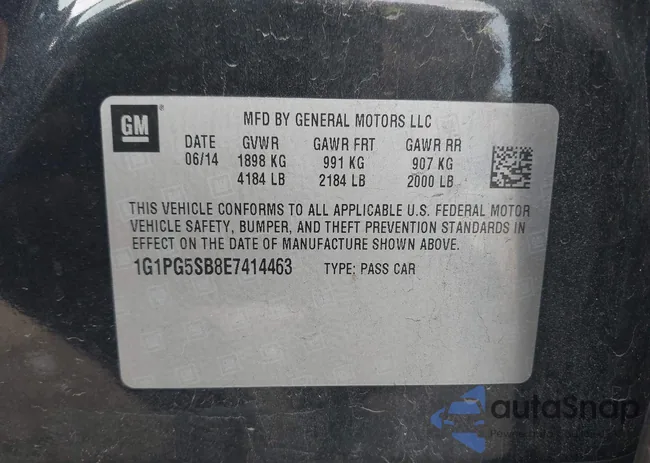 GM
MFD BY GENERAL MOTORS LLC
DATE GVWR GAWR FRT GAWR RR
06/14 1898 KG 991 KG 907 KG
4184 LB 2184 LB 2000 LB
THIS VEHICLE CONFORMS TO ALL APPLICABLE U.S. FEDERAL MOTOR
VEHICLE SAFETY, BUMPER, AND THEFT PREVENTION STANDARDS IN
EFFECT ON THE DATE OF MANUFACTURE SHOWN ABOVE.
1G1PG5SB8E7414463 TYPE: PASS CAR
autaSnap